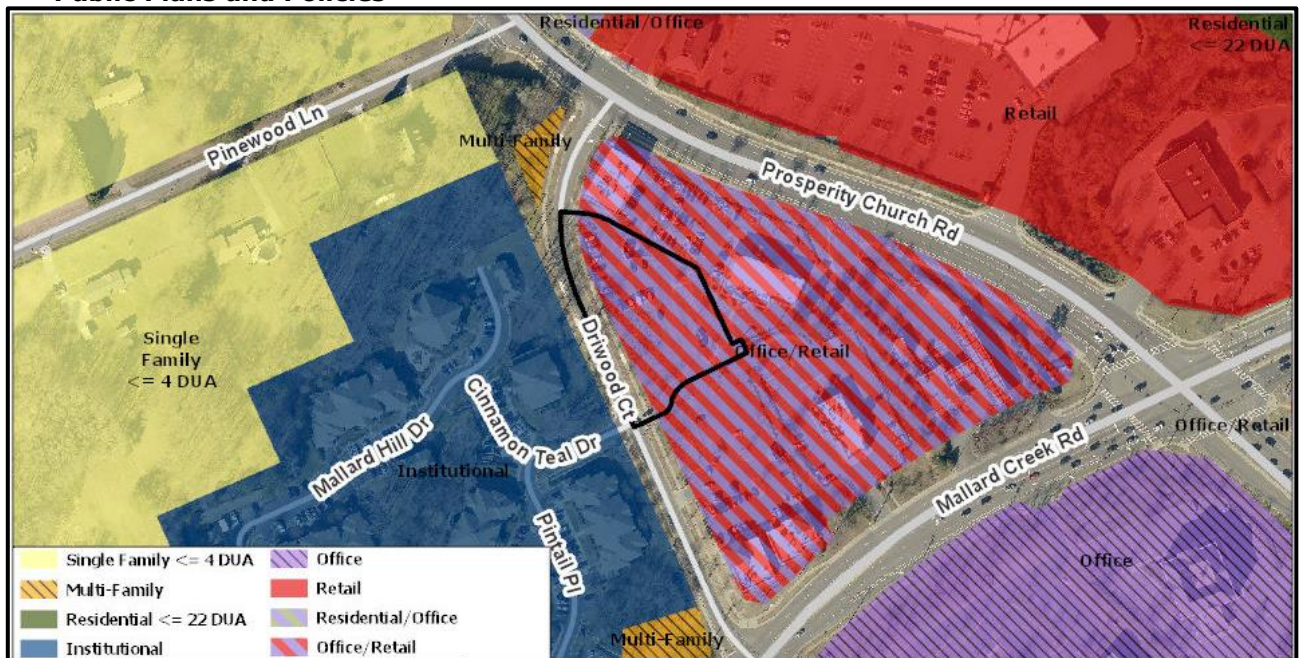 Public Plans and Policies
Residential/Office
Residential
<= 22 DUA
Retail
Pinewood Ln
Multi-Family
Prosperity Church Rd
Single
Family
<= 4 DUA
Driwood Ct
Office/Retail
Cinnamon Teal Dr
Mallard Hill Dr
Institutional
Office/Retail
Mallard Creek Rd
Pintail Pl
Office
Multi-Family
Single Family <= 4 DUA
Multi-Family
Residential <= 22 DUA
Institutional
Office
Retail
Residential/Office
Office/Retail